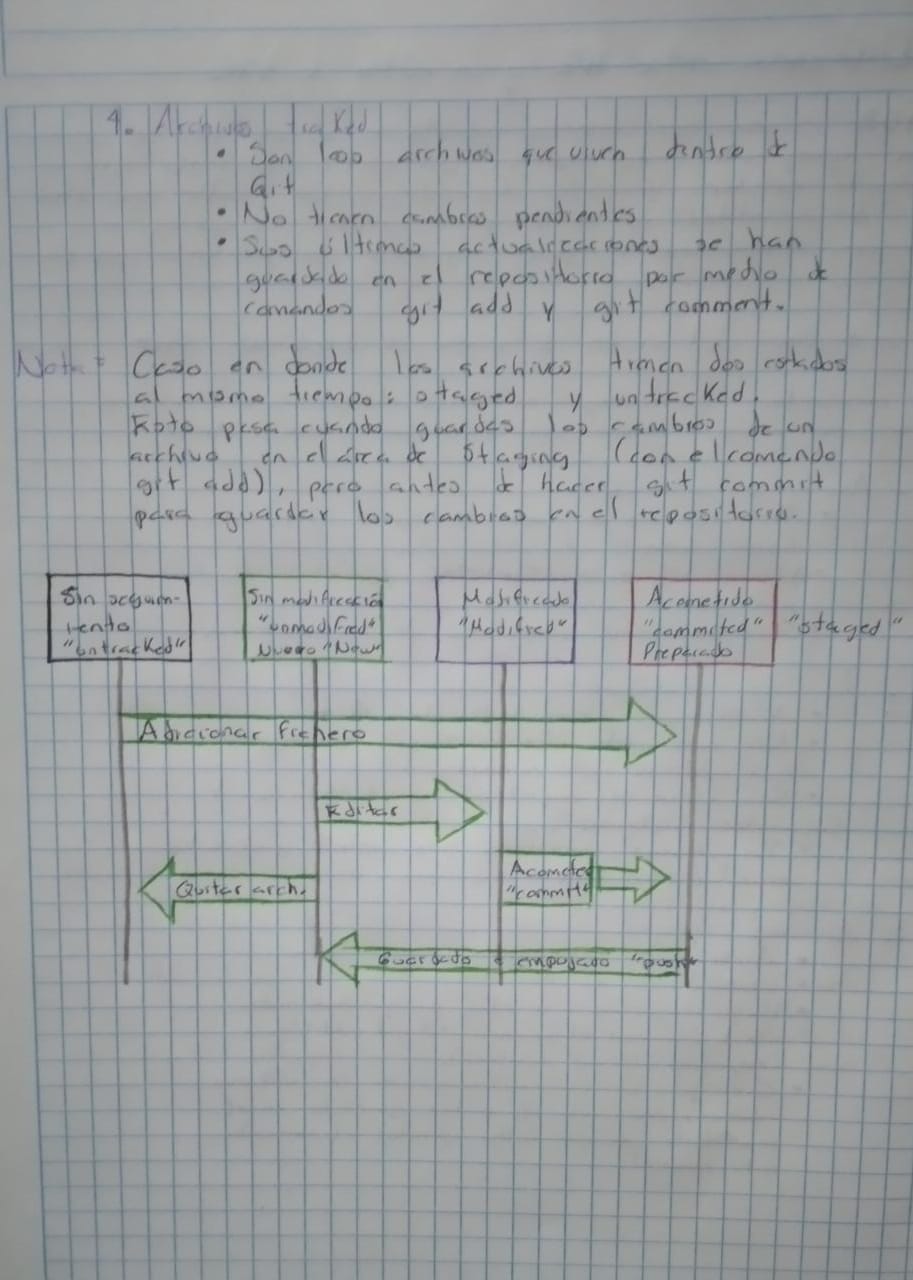 4. Archivos tracked
• Son los archivos que viven dentro de
Git
• No tienen cambios pendientes
• Sus últimas actualizaciones se han
guardado en el repositorio por medio de
comandos git add y git comment.
Nota: Caso en donde los archivos tienen dos estados
al mismo tiempo: staged y untracked.
Esto pasa cuando guardas los cambios de un
archivo en el área de Staging (con el comando
git add), pero antes de hacer git commit
para guardar los cambios en el repositorio.
Sin seguim-
iento
"untracked"
Sin modificación
"unmodified"
Nuevo "New"
Modificado
"Modified"
Acometido
"commited" "staged"
Preparado
Adicionar fichero
Editar
Acometer
"commit"
Quitar arch.
Guardado empujado "push"